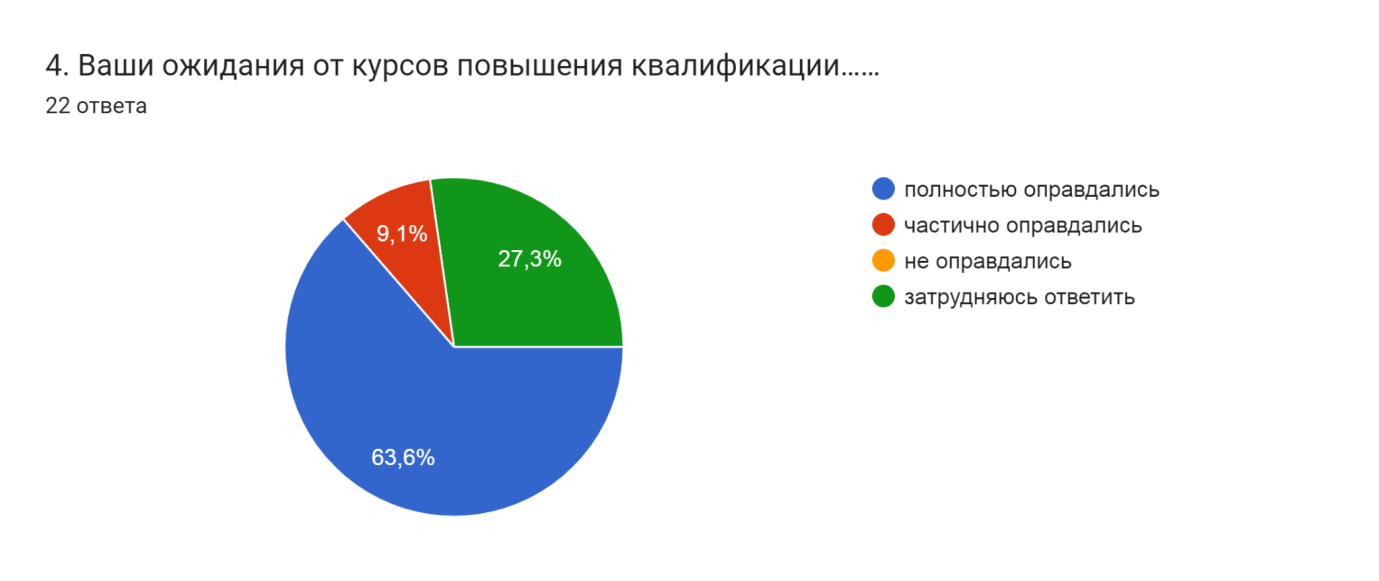 4. Ваши ожидания от курсов повышения квалификации……
22 ответа
полностью оправдались
частично оправдались
не оправдались
затрудняюсь ответить
9,1%
27,3%
63,6%